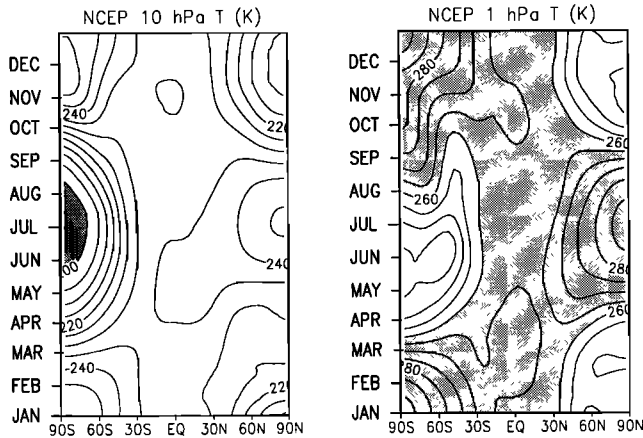 NCEP 10 hPa T (K)
DEC
NOV
OCT
SEP
AUG
JUL
JUN
MAY
APR
MAR
FEB
JAN
240
220
240
220
240
90S 60S 30S EQ 30N 60N 90N
NCEP 1 hPa T (K)
DEC
NOV
OCT
SEP
AUG
JUL
JUN
MAY
APR
MAR
FEB
JAN
280
260
260
280
260
280
90S 60S 30S EQ 30N 60N 90N